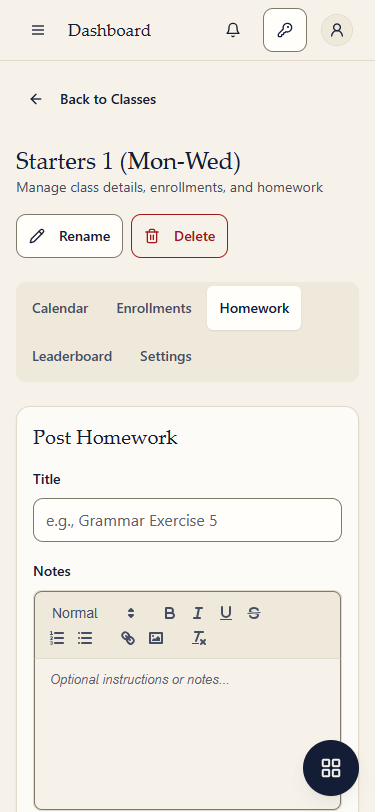 Dashboard
Back to Classes
Starters 1 (Mon-Wed)
Manage class details, enrollments, and homework
Rename
Delete
Calendar
Enrollments
Homework
Leaderboard
Settings
Post Homework
Title
e.g., Grammar Exercise 5
Notes
Normal
Optional instructions or notes...